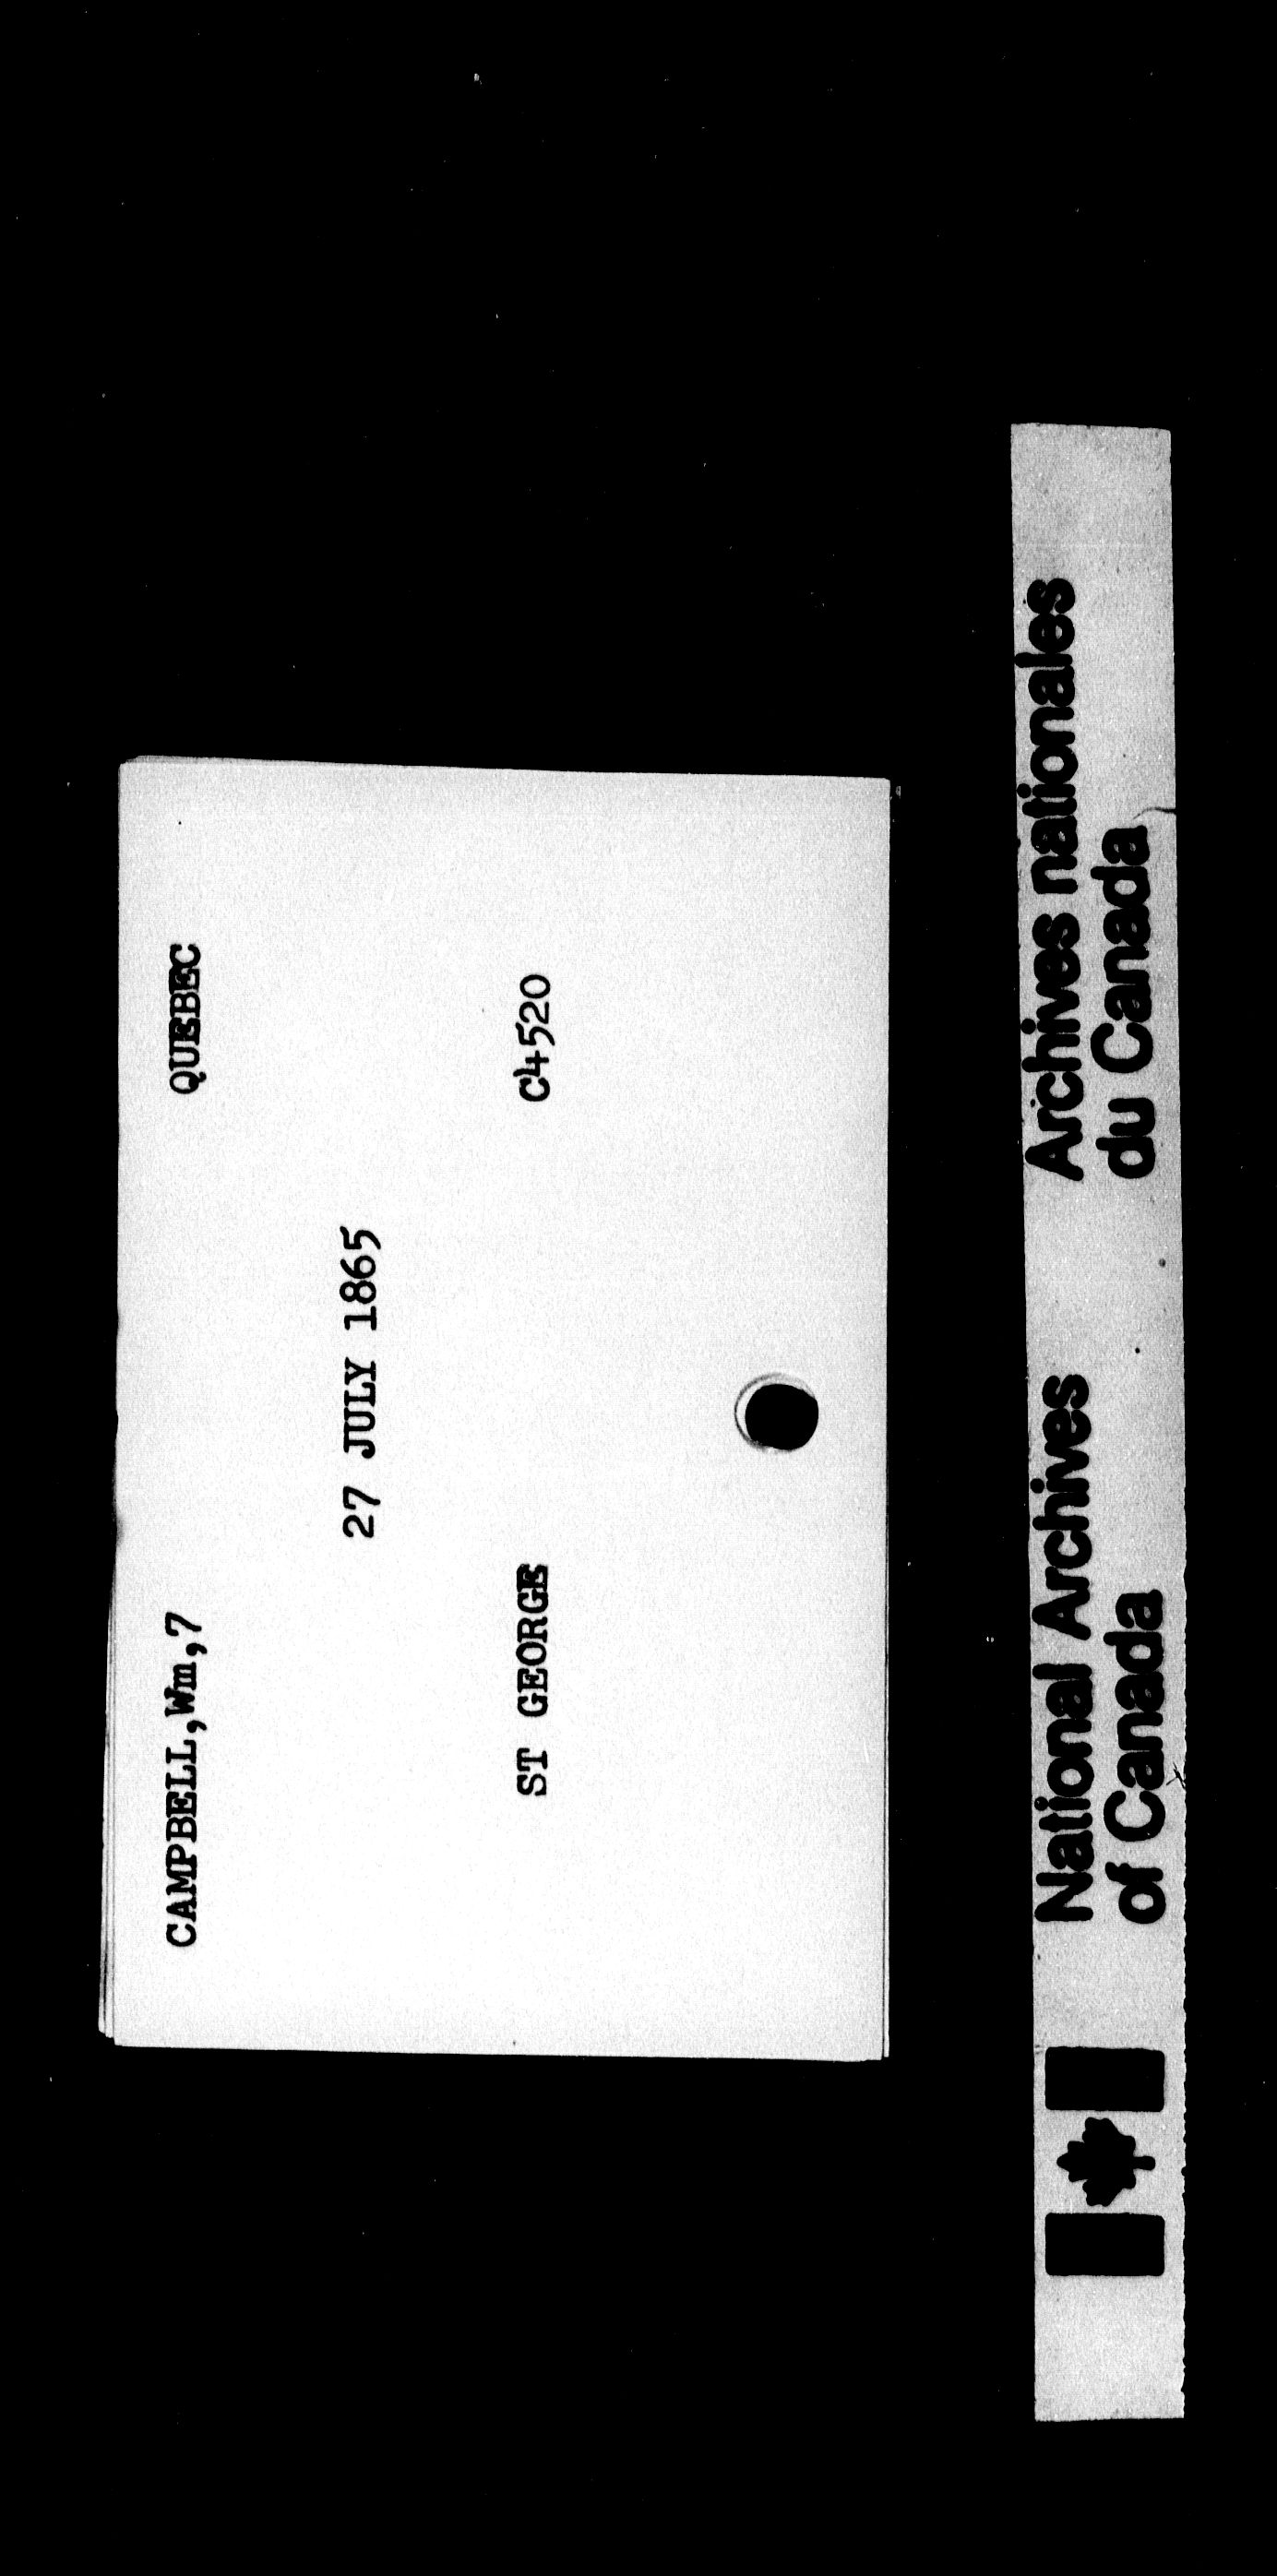 CAMPBELL,Wm,7 QUEBEC
27 JULY 1865
ST GEORGE C4520
National Archives
of Canada
Archives nationales
du Canada